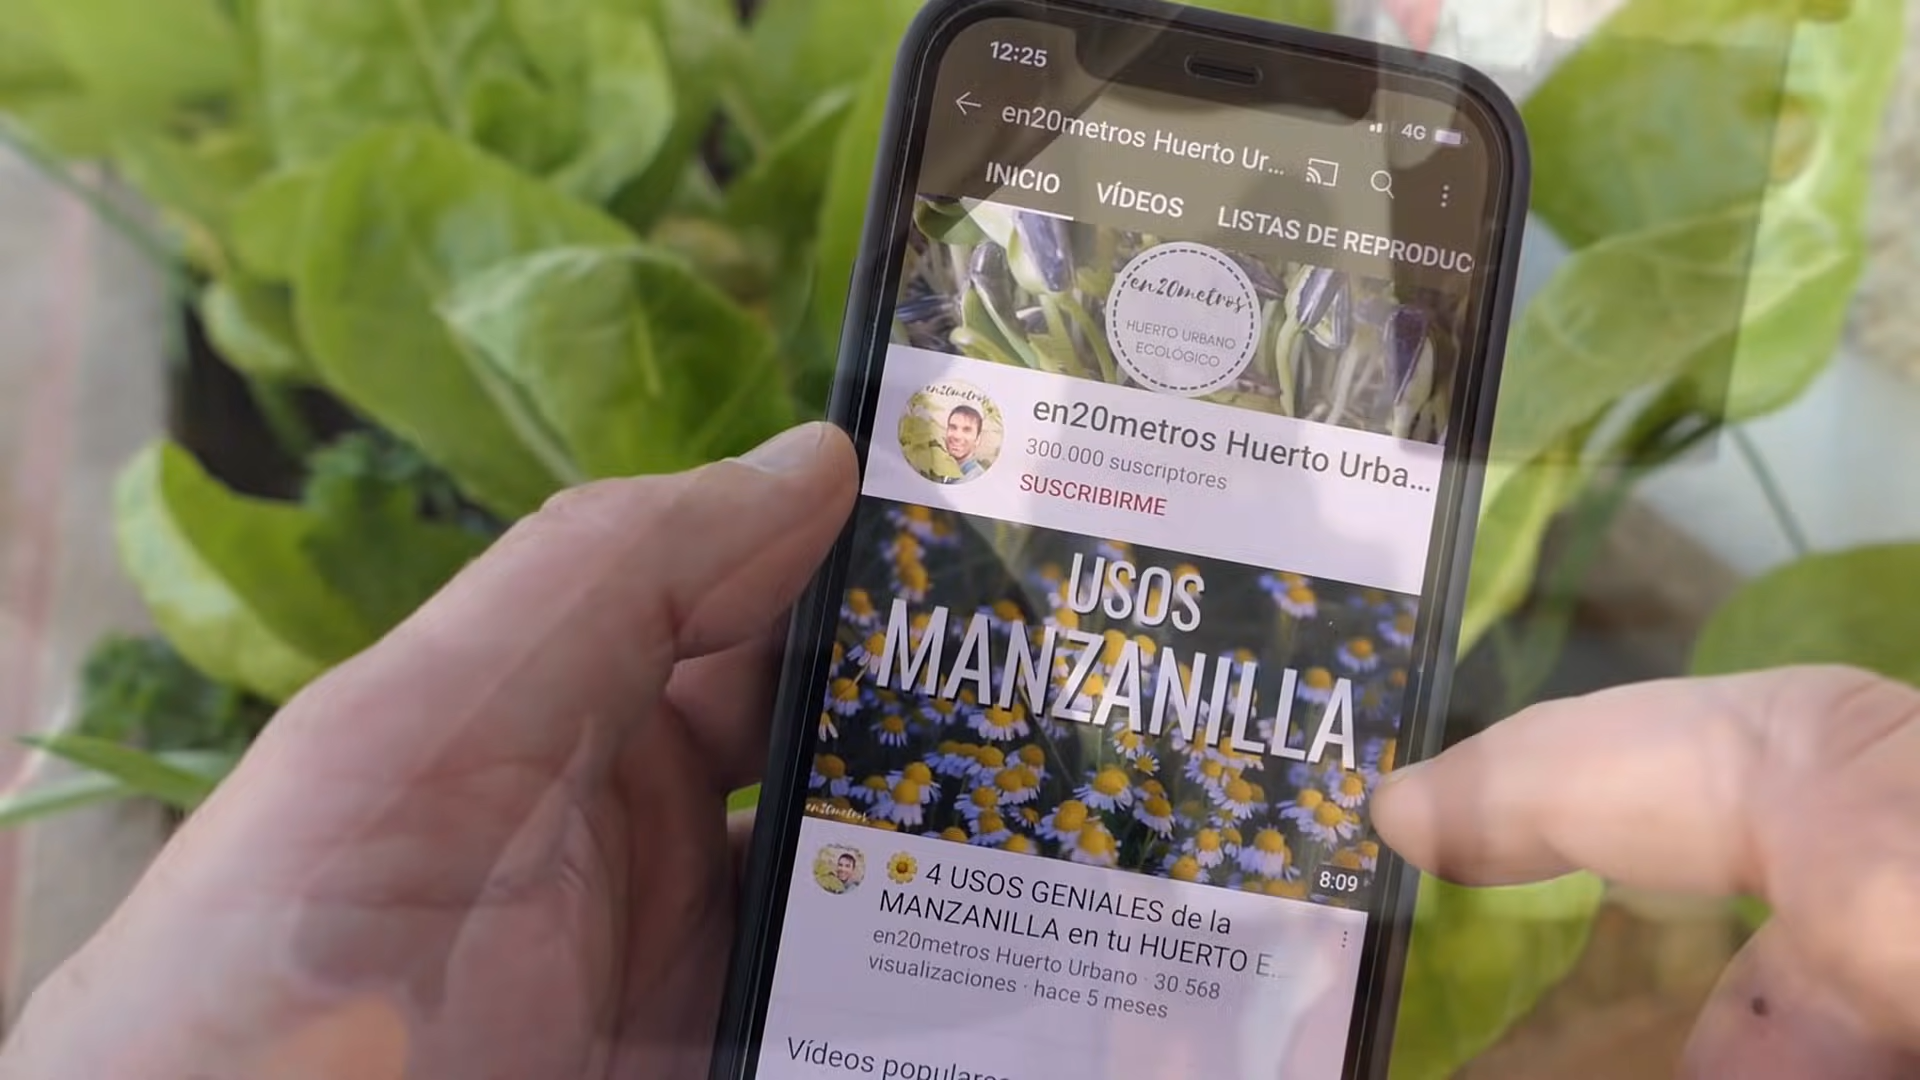 12:25
4G
en20metros Huerto Ur...
INICIO VÍDEOS LISTAS DE REPRODUC
en20metros
HUERTO URBANO
ECOLÓGICO
en20metros
en20metros Huerto Urba...
300.000 suscriptores
SUSCRIBIRME
USOS
MANZANILLA
en20metros
8:09
4 USOS GENIALES de la
MANZANILLA en tu HUERTO E...
en20metros Huerto Urbano · 30.568
visualizaciones · hace 5 meses
Vídeos populares